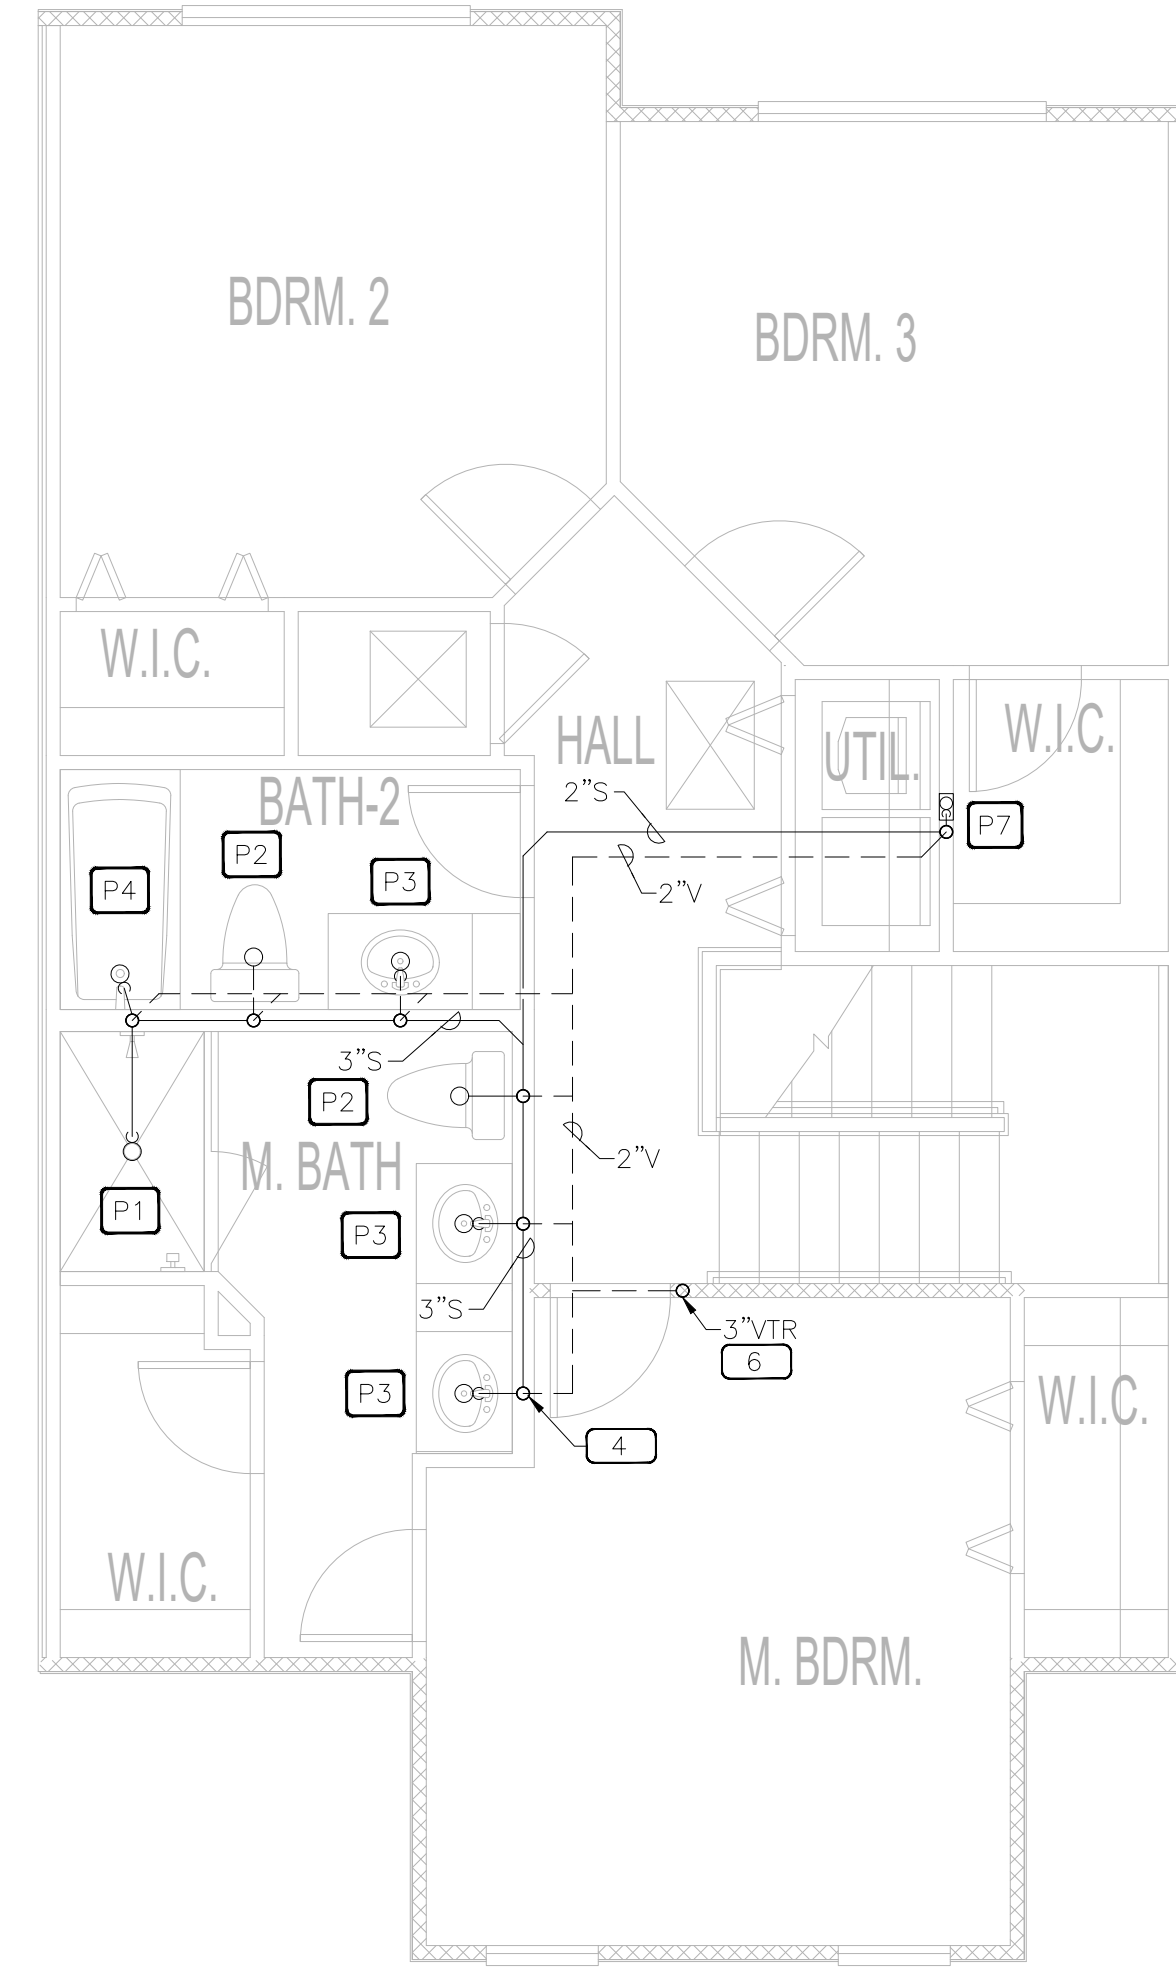 BDRM. 2
BDRM. 3
W.I.C.
HALL
UTIL.
W.I.C.
BATH-2
2"S
P7
P2
P3
P4
2"V
3"S
P2
M. BATH
2"V
P1
P3
3"S
3"VTR
6
P3
W.I.C.
4
W.I.C.
M. BDRM.